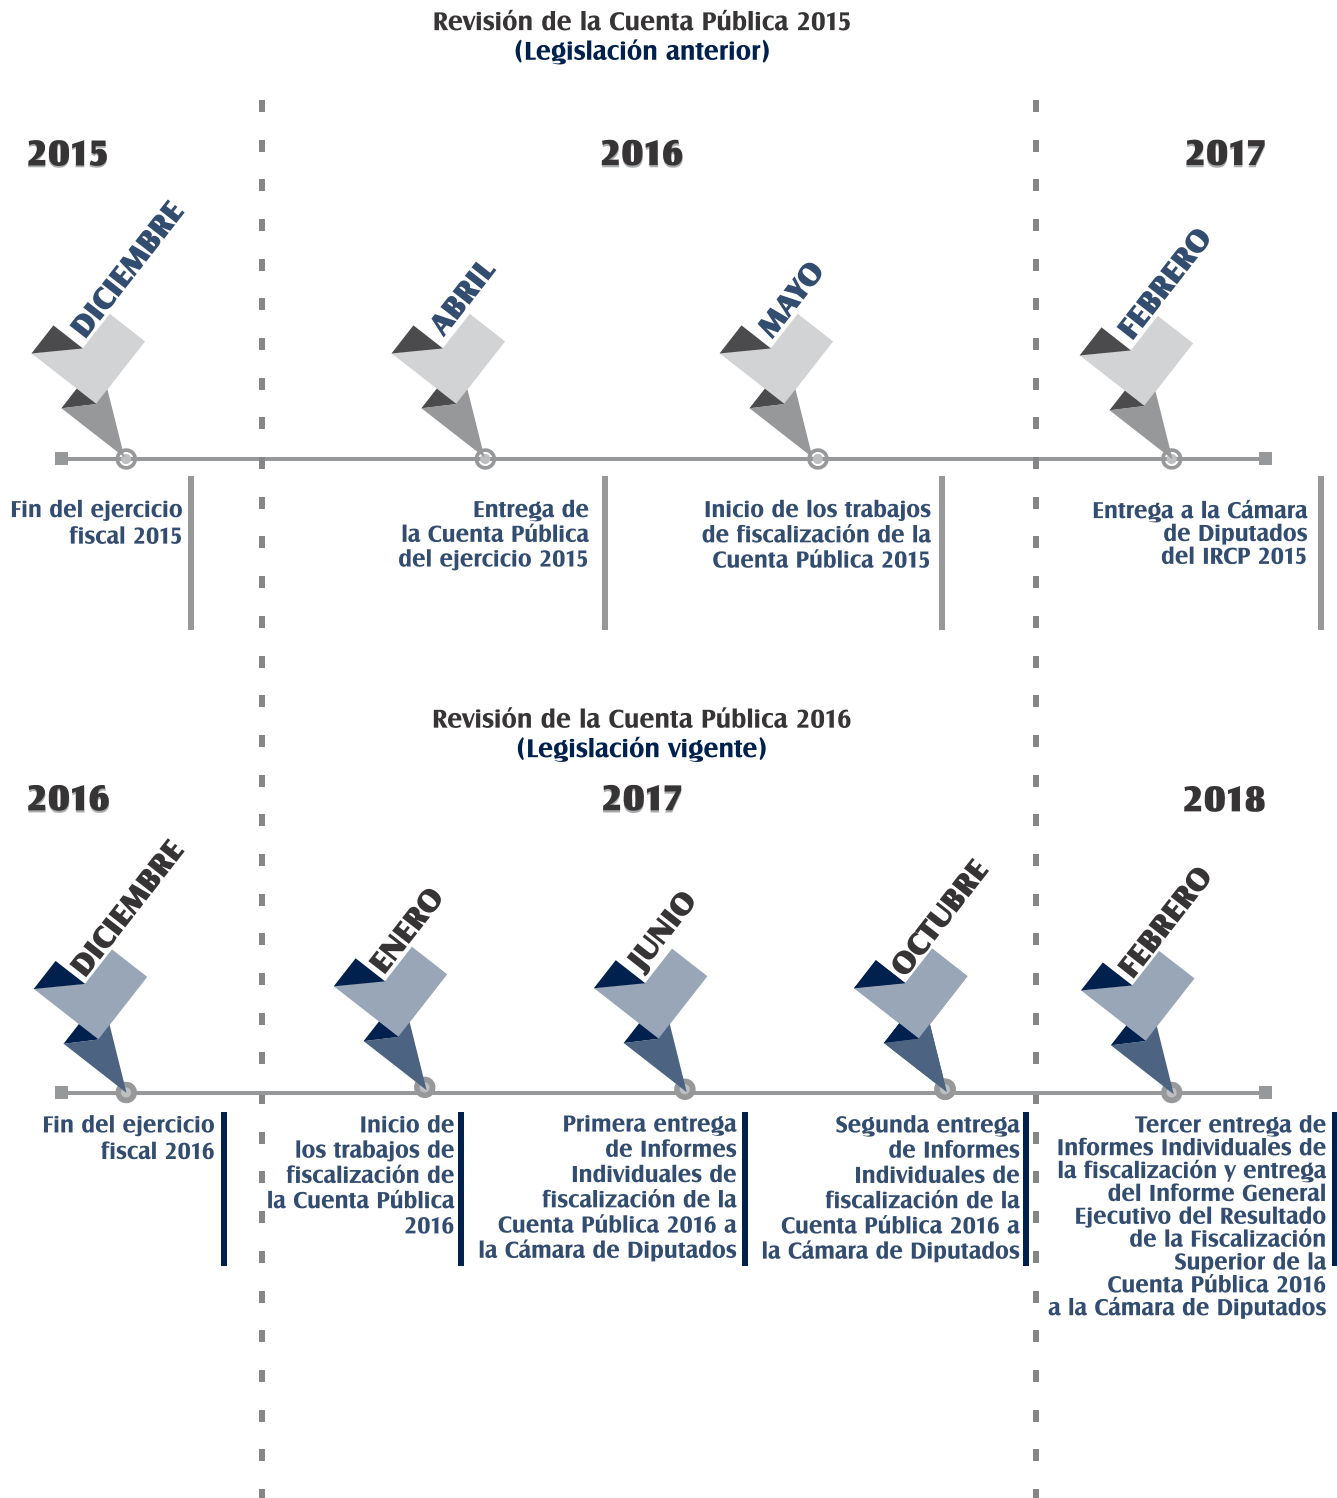 Revisión de la Cuenta Pública 2015
(Legislación anterior)
2015
2016
2017
DICIEMBRE
ABRIL
MAYO
FEBRERO
Fin del ejercicio
fiscal 2015
Entrega de
la Cuenta Pública
del ejercicio 2015
Inicio de los trabajos
de fiscalización de la
Cuenta Pública 2015
Entrega a la Cámara
de Diputados
del IRCP 2015
Revisión de la Cuenta Pública 2016
(Legislación vigente)
2016
2017
2018
DICIEMBRE
ENERO
JUNIO
OCTUBRE
FEBRERO
Fin del ejercicio
fiscal 2016
Inicio de
los trabajos de
fiscalización de
la Cuenta Pública
2016
Primera entrega
de Informes
Individuales de
fiscalización de la
Cuenta Pública 2016 a
la Cámara de Diputados
Segunda entrega
de Informes
Individuales de
fiscalización de la
Cuenta Pública 2016 a
la Cámara de Diputados
Tercer entrega de
Informes Individuales de
la fiscalización y entrega
del Informe General
Ejecutivo del Resultado
de la Fiscalización
Superior de la
Cuenta Pública 2016
a la Cámara de Diputados